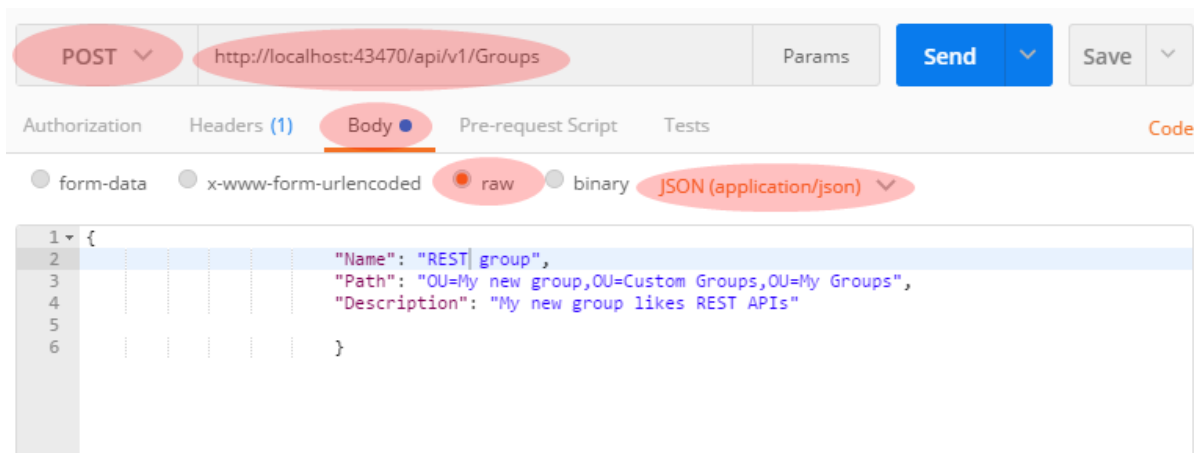 POST http://localhost:43470/api/v1/Groups Params Send Save
Authorization Headers (1) Body Pre-request Script Tests Code
form-data x-www-form-urlencoded raw binary JSON (application/json)
1 {
2 "Name": "REST group",
3 "Path": "OU=My new group,OU=Custom Groups,OU=My Groups",
4 "Description": "My new group likes REST APIs"
5
6 }